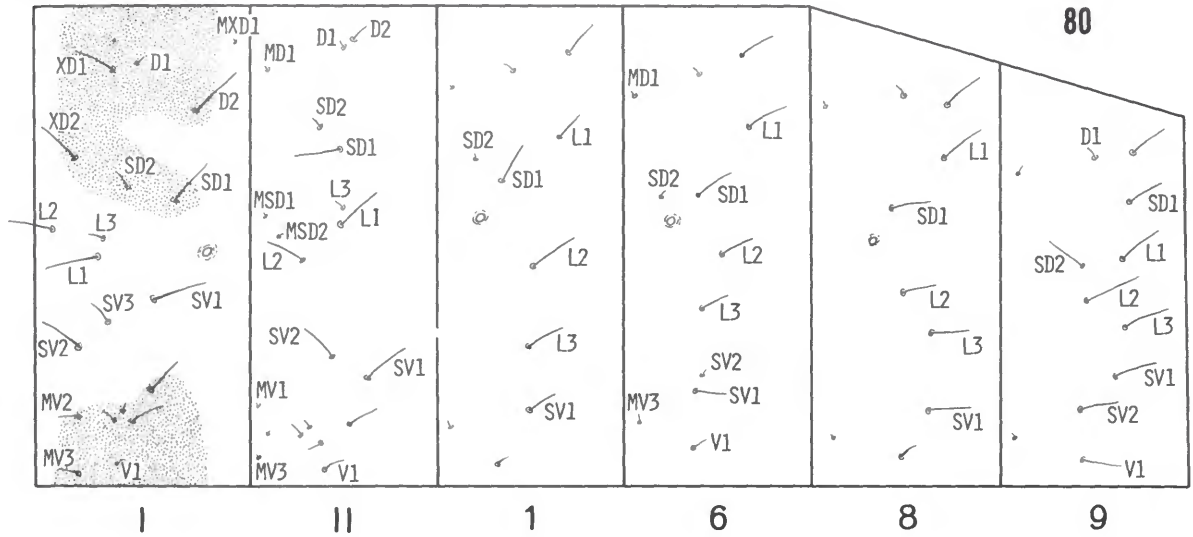 80
MXD1
XD1
D1
D2
XD2
SD2
SD1
L2
L3
L1
SV3
SV1
SV2
MV2
MV3
V1
D1
D2
MD1
SD2
SD1
L3
MSD1
L1
MSD2
L2
SV2
SV1
MV1
MV3
V1
L1
SD2
SD1
L2
L3
SV1
MD1
L1
SD2
SD1
L2
L3
SV2
SV1
MV3
V1
L1
SD1
L2
L3
SV1
D1
SD1
L1
SD2
L2
L3
SV1
SV2
V1
I II 1 6 8 9